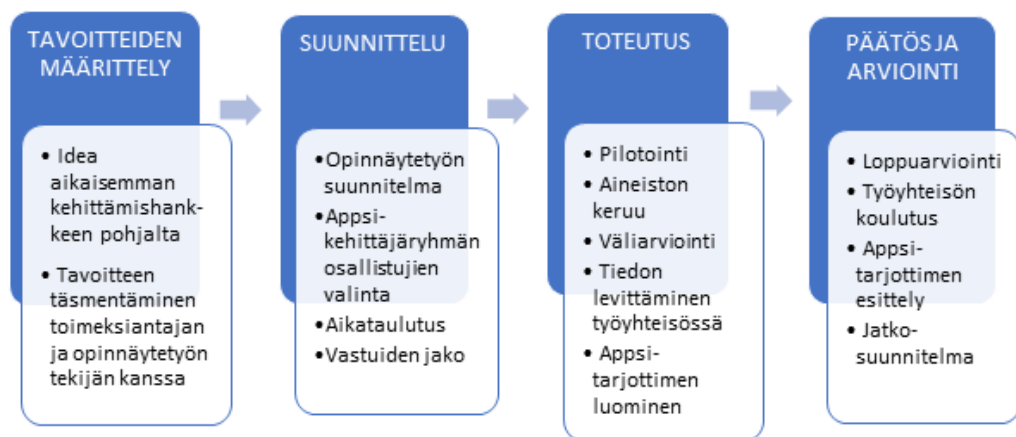 TAVOITTEIDEN
MÄÄRITTELY
• Idea
aikaisemman
kehittämishank-
keen pohjalta
• Tavoitteen
täsmentäminen
toimeksiantajan
ja opinnäytetyön
tekijän kanssa
SUUNNITTELU
•Opinnäytetyön
suunnitelma
•Appsi-
kehittäjäryhmän
osallistujien
valinta
•Aikataulutus
•Vastuiden jako
TOTEUTUS
• Pilotointi
• Aineiston
keruu
• Väliarviointi
• Tiedon
levittäminen
työyhteisössä
• Appsi-
tarjottimen
luominen
PÄÄTÖS JA
ARVIOINTI
• Loppuarviointi
• Työyhteisön
koulutus
• Appsi-
tarjottimen
esittely
• Jatko-
suunnitelma